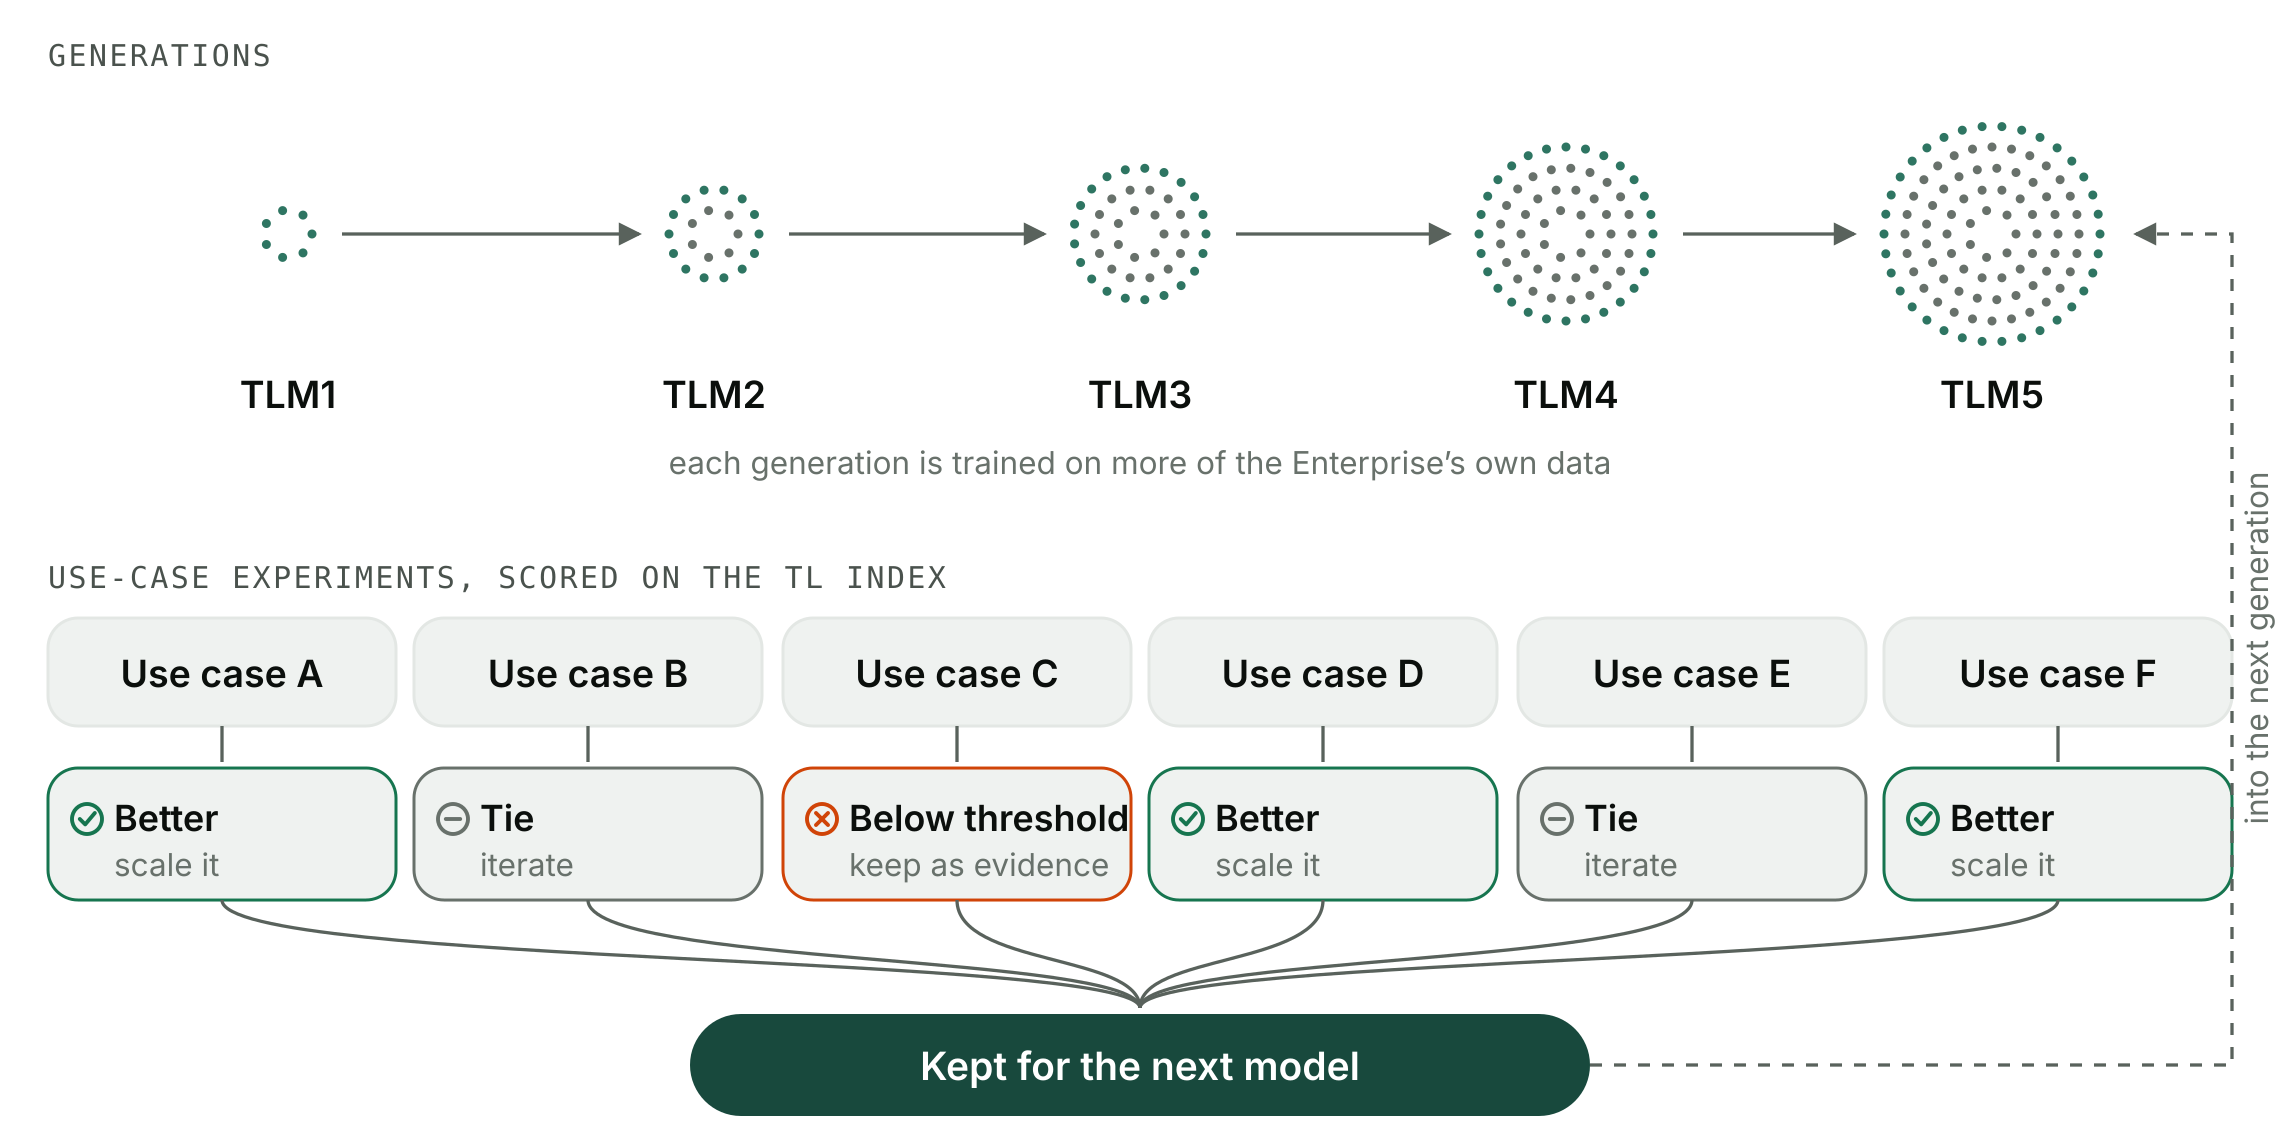 GENERATIONS
TLM1
TLM2
TLM3
TLM4
TLM5
each generation is trained on more of the Enterprise’s own data
into the next generation
USE-CASE EXPERIMENTS, SCORED ON THE TL INDEX
Use case A
Use case B
Use case C
Use case D
Use case E
Use case F
Better
scale it
Tie
iterate
Below threshold
keep as evidence
Better
scale it
Tie
iterate
Better
scale it
Kept for the next model